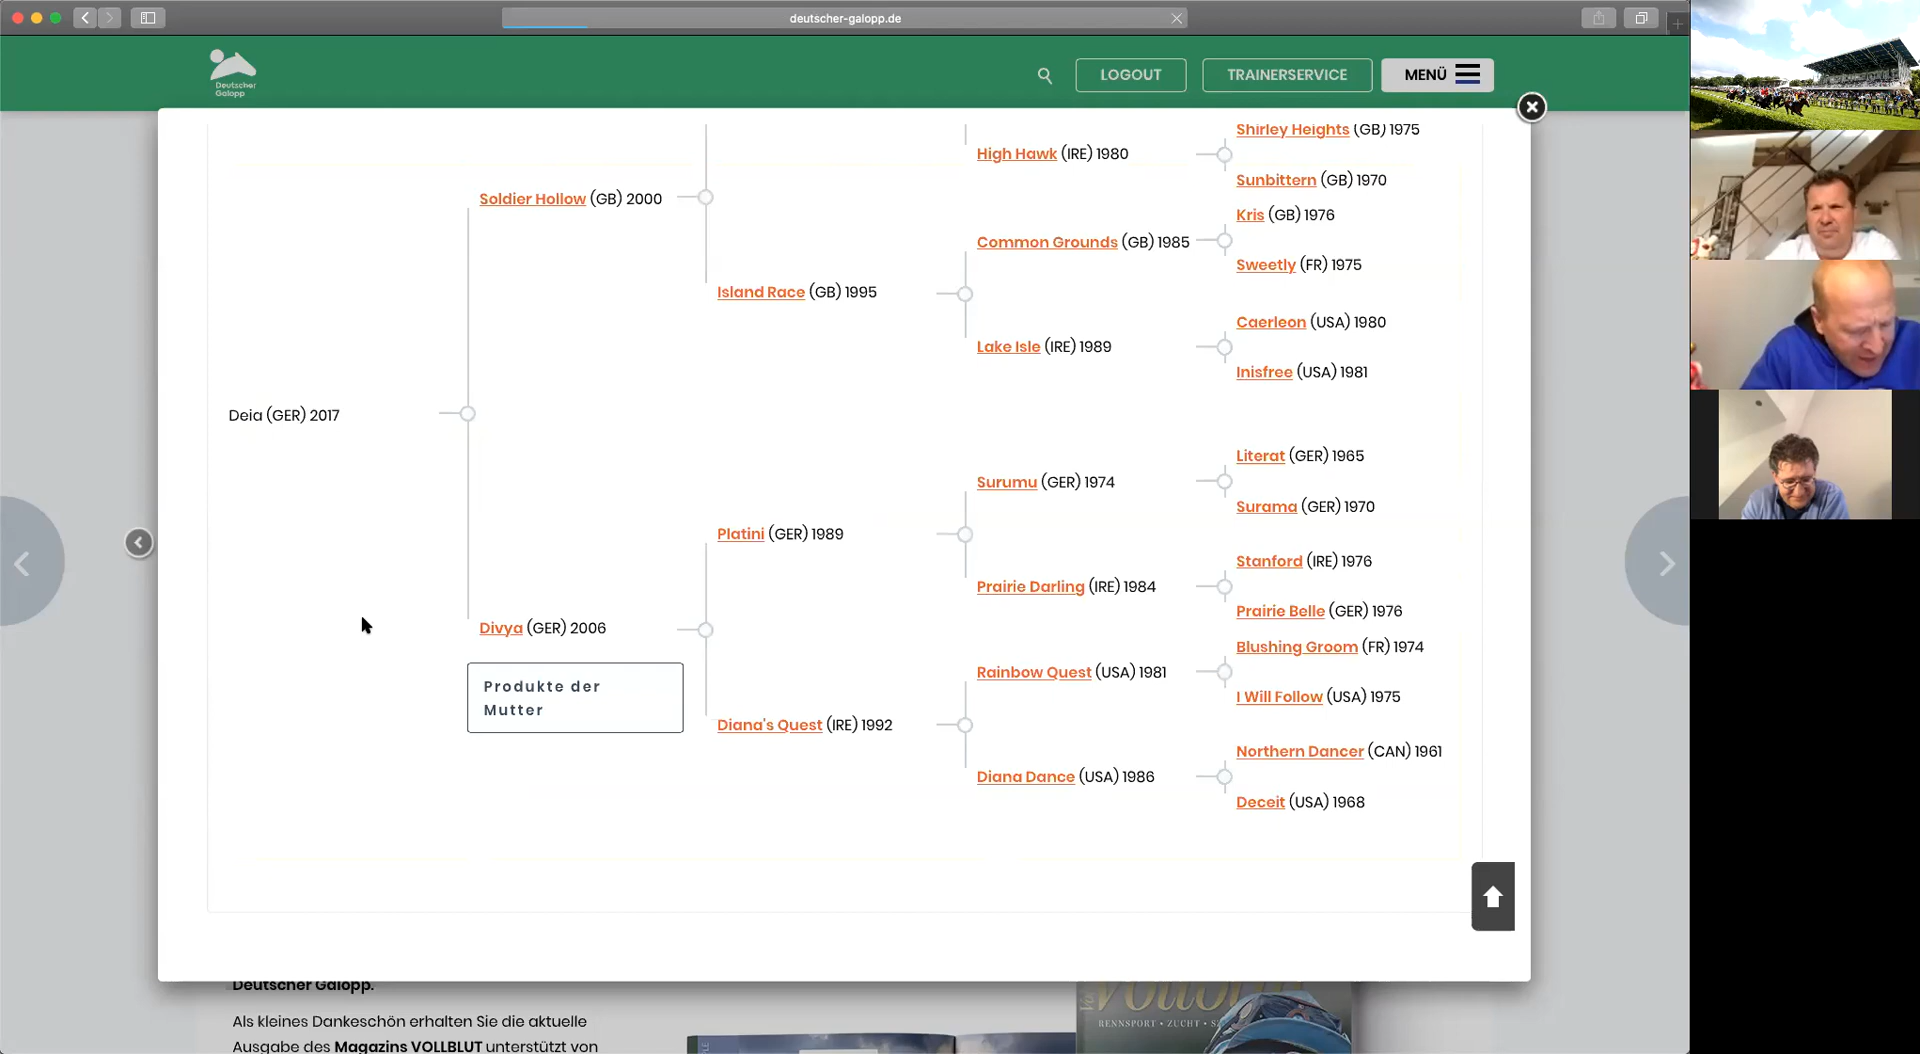 deutscher-galopp.de
Deutscher
Galopp
LOGOUT
TRAINERSERVICE
MENÜ
Shirley Heights (GB) 1975
High Hawk (IRE) 1980
Sunbittern (GB) 1970
Soldier Hollow (GB) 2000
Kris (GB) 1976
Common Grounds (GB) 1985
Sweetly (FR) 1975
Island Race (GB) 1995
Caerleon (USA) 1980
Lake Isle (IRE) 1989
Inisfree (USA) 1981
Deia (GER) 2017
Literat (GER) 1965
Surumu (GER) 1974
Surama (GER) 1970
Platini (GER) 1989
Stanford (IRE) 1976
Prairie Darling (IRE) 1984
Prairie Belle (GER) 1976
Divya (GER) 2006
Blushing Groom (FR) 1974
Rainbow Quest (USA) 1981
I Will Follow (USA) 1975
Produkte der
Mutter
Diana's Quest (IRE) 1992
Northern Dancer (CAN) 1961
Diana Dance (USA) 1986
Deceit (USA) 1968
Deutscher Galopp.
Als kleines Dankeschön erhalten Sie die aktuelle
Ausgabe des Magazins VOLLBLUT unterstützt von